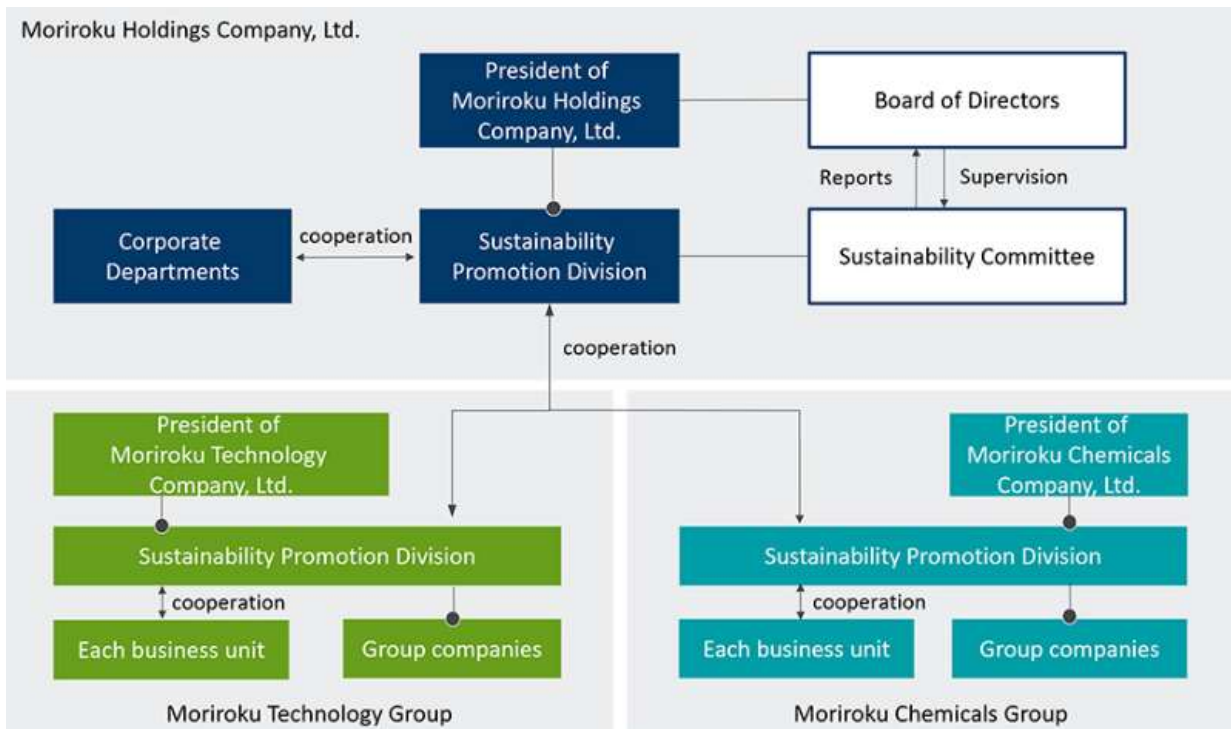 Moriroku Holdings Company, Ltd.
President of
Moriroku Holdings
Company, Ltd.
Board of Directors
Reports
Supervision
Corporate
Departments
cooperation
Sustainability
Promotion Division
Sustainability Committee
cooperation
President of
Moriroku Technology
Company, Ltd.
Sustainability Promotion Division
cooperation
Each business unit
Group companies
Moriroku Technology Group
President of
Moriroku Chemicals
Company, Ltd.
Sustainability Promotion Division
cooperation
Each business unit
Group companies
Moriroku Chemicals Group